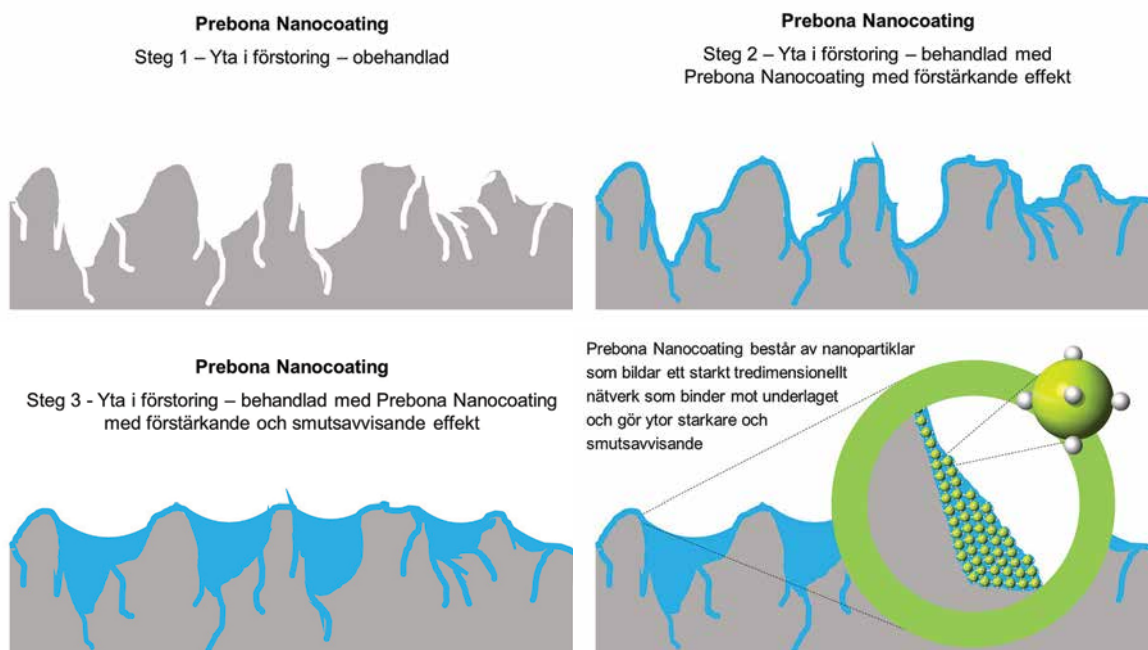 Prebona Nanocoating
Steg 1 – Yta i förstoring – obehandlad
Prebona Nanocoating
Steg 2 – Yta i förstoring – behandlad med
Prebona Nanocoating med förstärkande effekt
Prebona Nanocoating
Steg 3 - Yta i förstoring – behandlad med Prebona Nanocoating
med förstärkande och smutsavvisande effekt
Prebona Nanocoating består av nanopartiklar
som bildar ett starkt tredimensionellt
nätverk som binder mot underlaget
och gör ytor starkare och
smutsavvisande